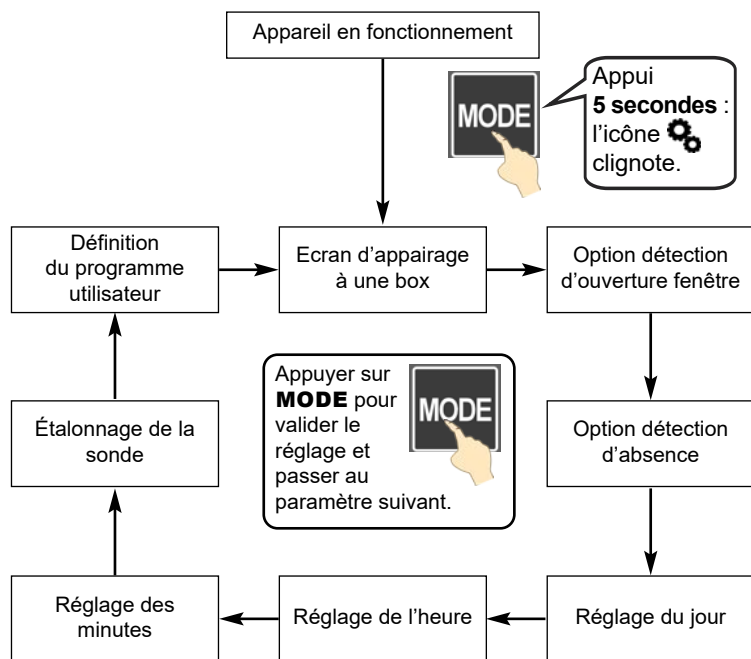 Appareil en fonctionnement
MODE
Appui
5 secondes :
l'icône
clignote.
Définition
du programme
utilisateur
Ecran d'appairage
à une box
Option détection
d'ouverture fenêtre
Appuyer sur
MODE pour
valider le
réglage et
passer au
paramètre suivant.
MODE
Étalonnage de la
sonde
Option détection
d'absence
Réglage des
minutes
Réglage de l'heure
Réglage du jour